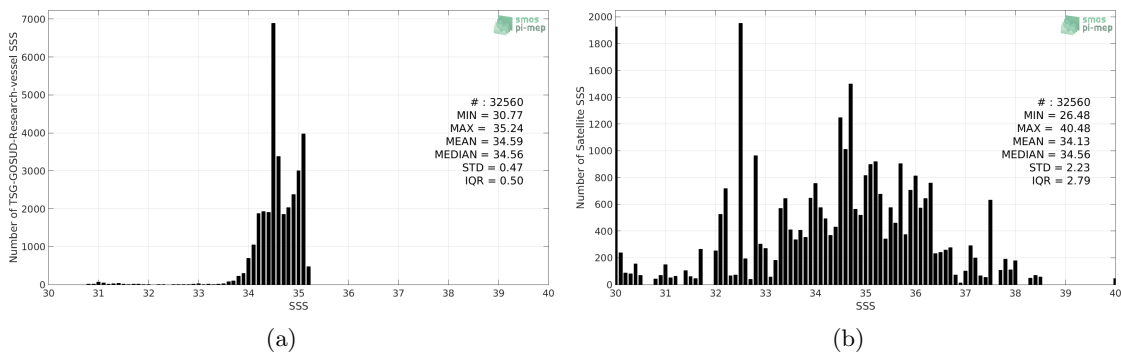 7000
6000
5000
4000
3000
2000
1000
0
Number of TSG-GOSUD-Research-vessel SSS
smos
pi-mep
# : 32560
MIN = 30.77
MAX = 35.24
MEAN = 34.59
MEDIAN = 34.56
STD = 0.47
IQR = 0.50
30 31 32 33 34 35 36 37 38 39 40
SSS
(a)
2000
1800
1600
1400
1200
1000
800
600
400
200
0
Number of Satellite SSS
smos
pi-mep
# : 32560
MIN = 26.48
MAX = 40.48
MEAN = 34.13
MEDIAN = 34.56
STD = 2.23
IQR = 2.79
30 31 32 33 34 35 36 37 38 39 40
SSS
(b)